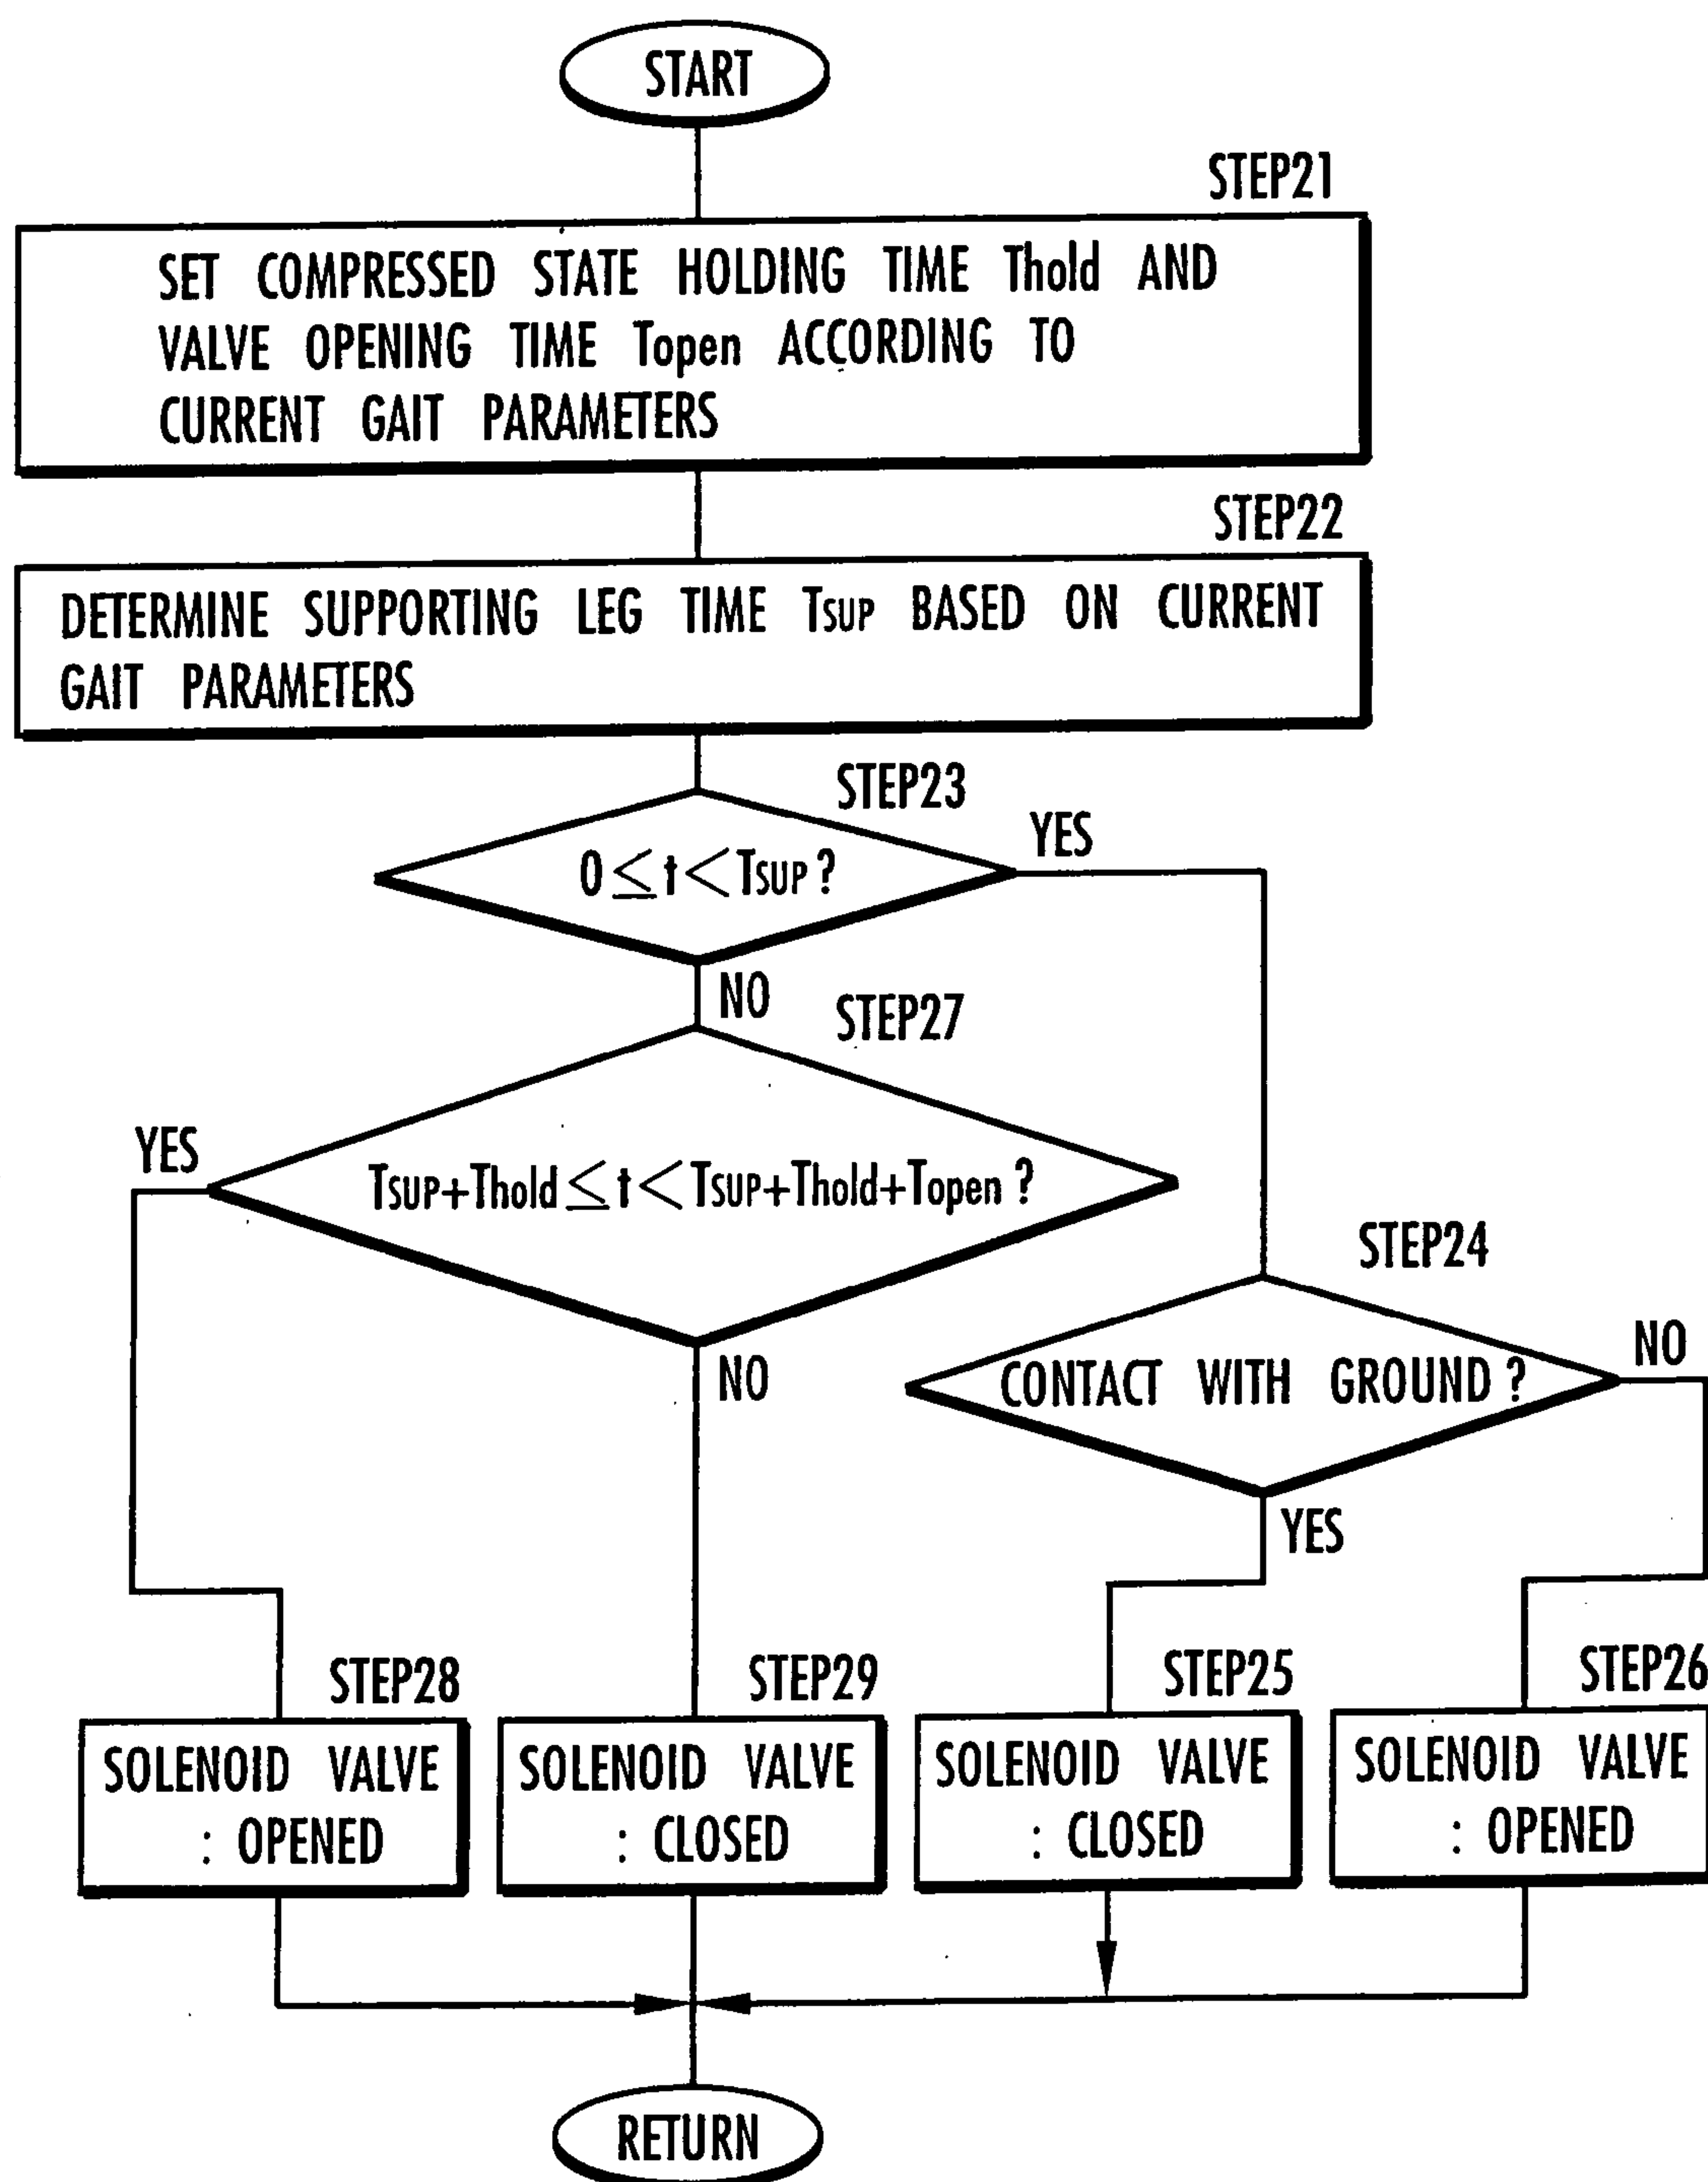 START
STEP21
SET COMPRESSED STATE HOLDING TIME Thold AND
VALVE OPENING TIME Topen ACCORDING TO
CURRENT GAIT PARAMETERS
STEP22
DETERMINE SUPPORTING LEG TIME TSUP BASED ON CURRENT
GAIT PARAMETERS
STEP23
0≦t<TSUP?
YES
NO
STEP27
TSUP+Thold≦t<TSUP+Thold+Topen?
YES
NO
STEP24
CONTACT WITH GROUND?
NO
YES
STEP28
SOLENOID VALVE
: OPENED
STEP29
SOLENOID VALVE
: CLOSED
STEP25
SOLENOID VALVE
: CLOSED
STEP26
SOLENOID VALVE
: OPENED
RETURN